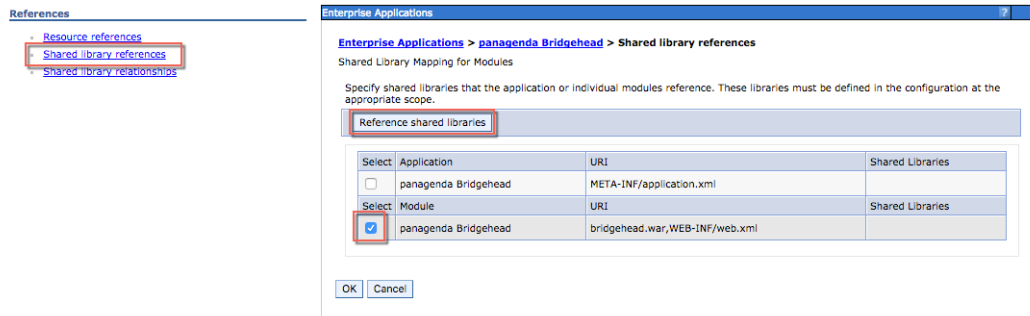 References
Resource references
Shared library references
Shared library relationships
Enterprise Applications
?
Enterprise Applications > panagenda Bridgehead > Shared library references
Shared Library Mapping for Modules
Specify shared libraries that the application or individual modules reference. These libraries must be defined in the configuration at the
appropriate scope.
Reference shared libraries
Select Application URI Shared Libraries
panagenda Bridgehead META-INF/application.xml
Select Module URI Shared Libraries
panagenda Bridgehead bridgehead.war,WEB-INF/web.xml
OK Cancel